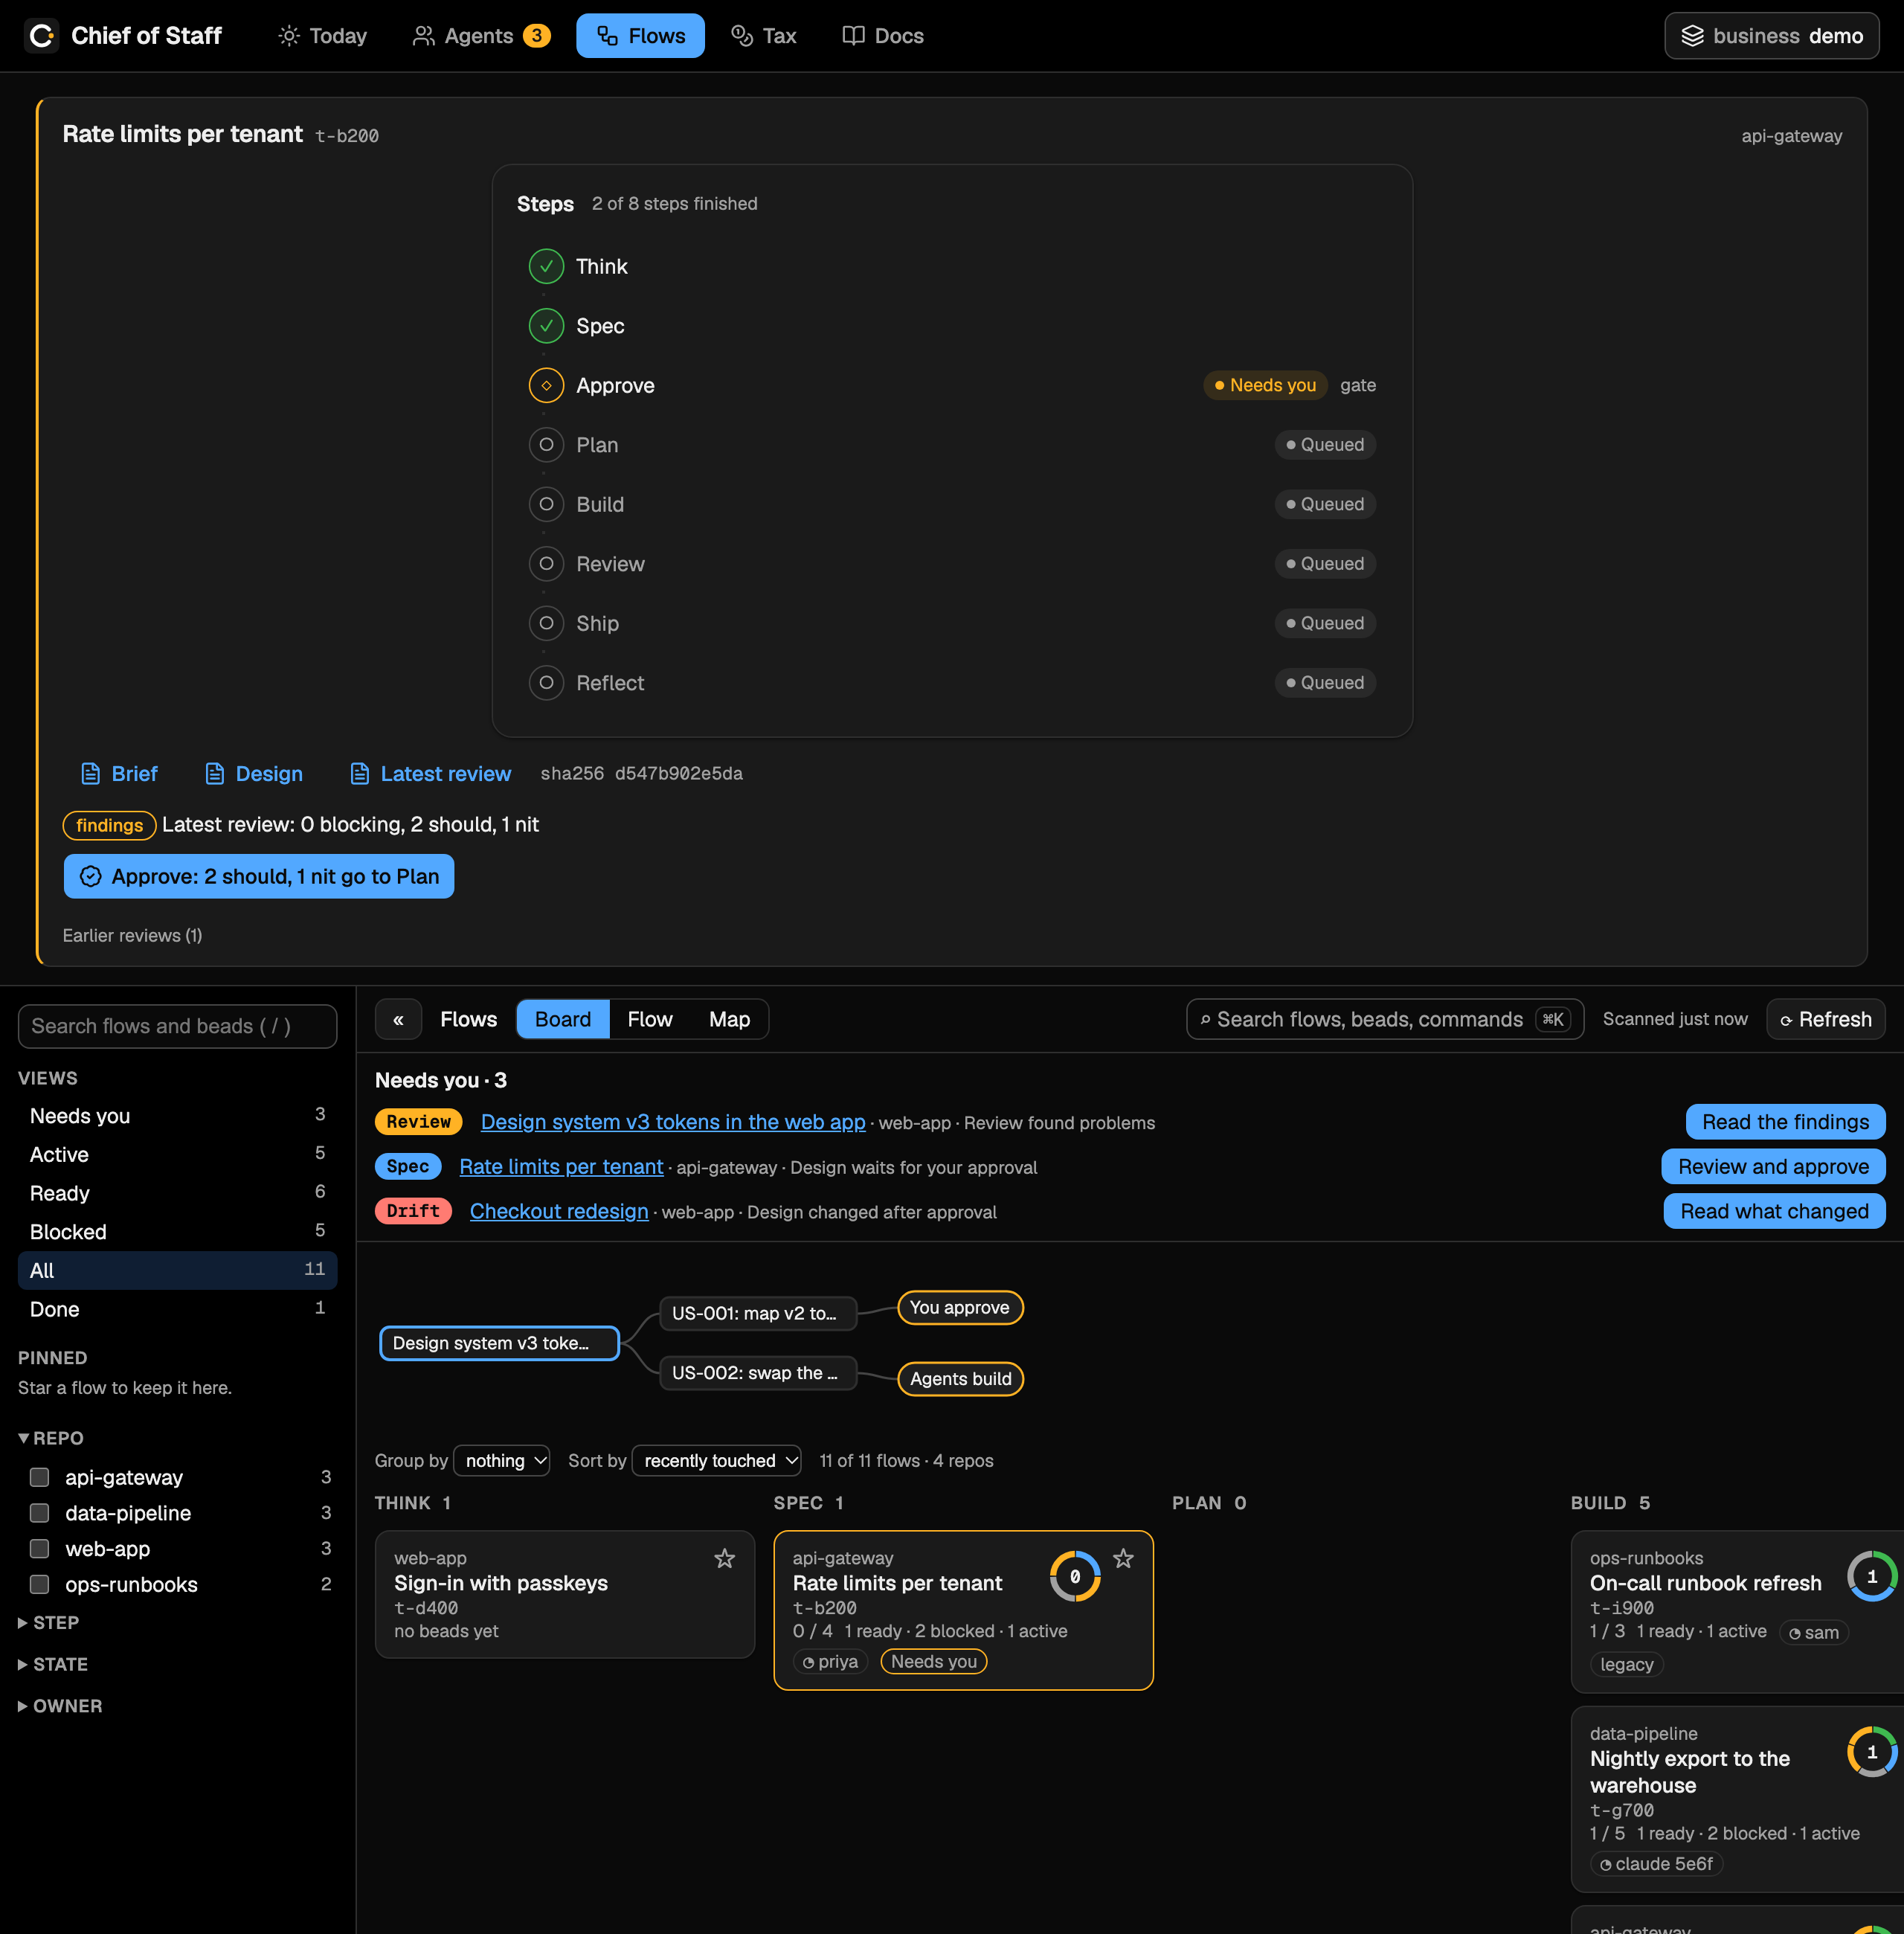 Chief of Staff
Today
Agents 3
Flows
Tax
Docs
business demo
Rate limits per tenant t-b200
api-gateway
Steps 2 of 8 steps finished
Think
Spec
Approve
Needs you gate
Plan
Queued
Build
Queued
Review
Queued
Ship
Queued
Reflect
Queued
Brief
Design
Latest review
sha256 d547b902e5da
findings Latest review: 0 blocking, 2 should, 1 nit
Approve: 2 should, 1 nit go to Plan
Earlier reviews (1)
Search flows and beads ( / )
VIEWS
Needs you 3
Active 5
Ready 6
Blocked 5
All 11
Done 1
PINNED
Star a flow to keep it here.
REPO
api-gateway 3
data-pipeline 3
web-app 3
ops-runbooks 2
STEP
STATE
OWNER
«
Flows
Board
Flow
Map
Search flows, beads, commands ⌘K
Scanned just now
Refresh
Needs you · 3
Review Design system v3 tokens in the web app · web-app · Review found problems
Read the findings
Spec Rate limits per tenant · api-gateway · Design waits for your approval
Review and approve
Drift Checkout redesign · web-app · Design changed after approval
Read what changed
Design system v3 toke...
US-001: map v2 to...
US-002: swap the ...
You approve
Agents build
Group by nothing
Sort by recently touched
11 of 11 flows · 4 repos
THINK 1
web-app
Sign-in with passkeys
t-d400
no beads yet
SPEC 1
api-gateway
Rate limits per tenant
0
t-b200
0 / 4 1 ready · 2 blocked · 1 active
priya
Needs you
PLAN 0
BUILD 5
ops-runbooks
On-call runbook refresh
1
t-i900
1 / 3 1 ready · 1 active
sam
legacy
data-pipeline
Nightly export to the
warehouse
1
t-g700
1 / 5 1 ready · 2 blocked · 1 active
claude 5e6f
api-gateway